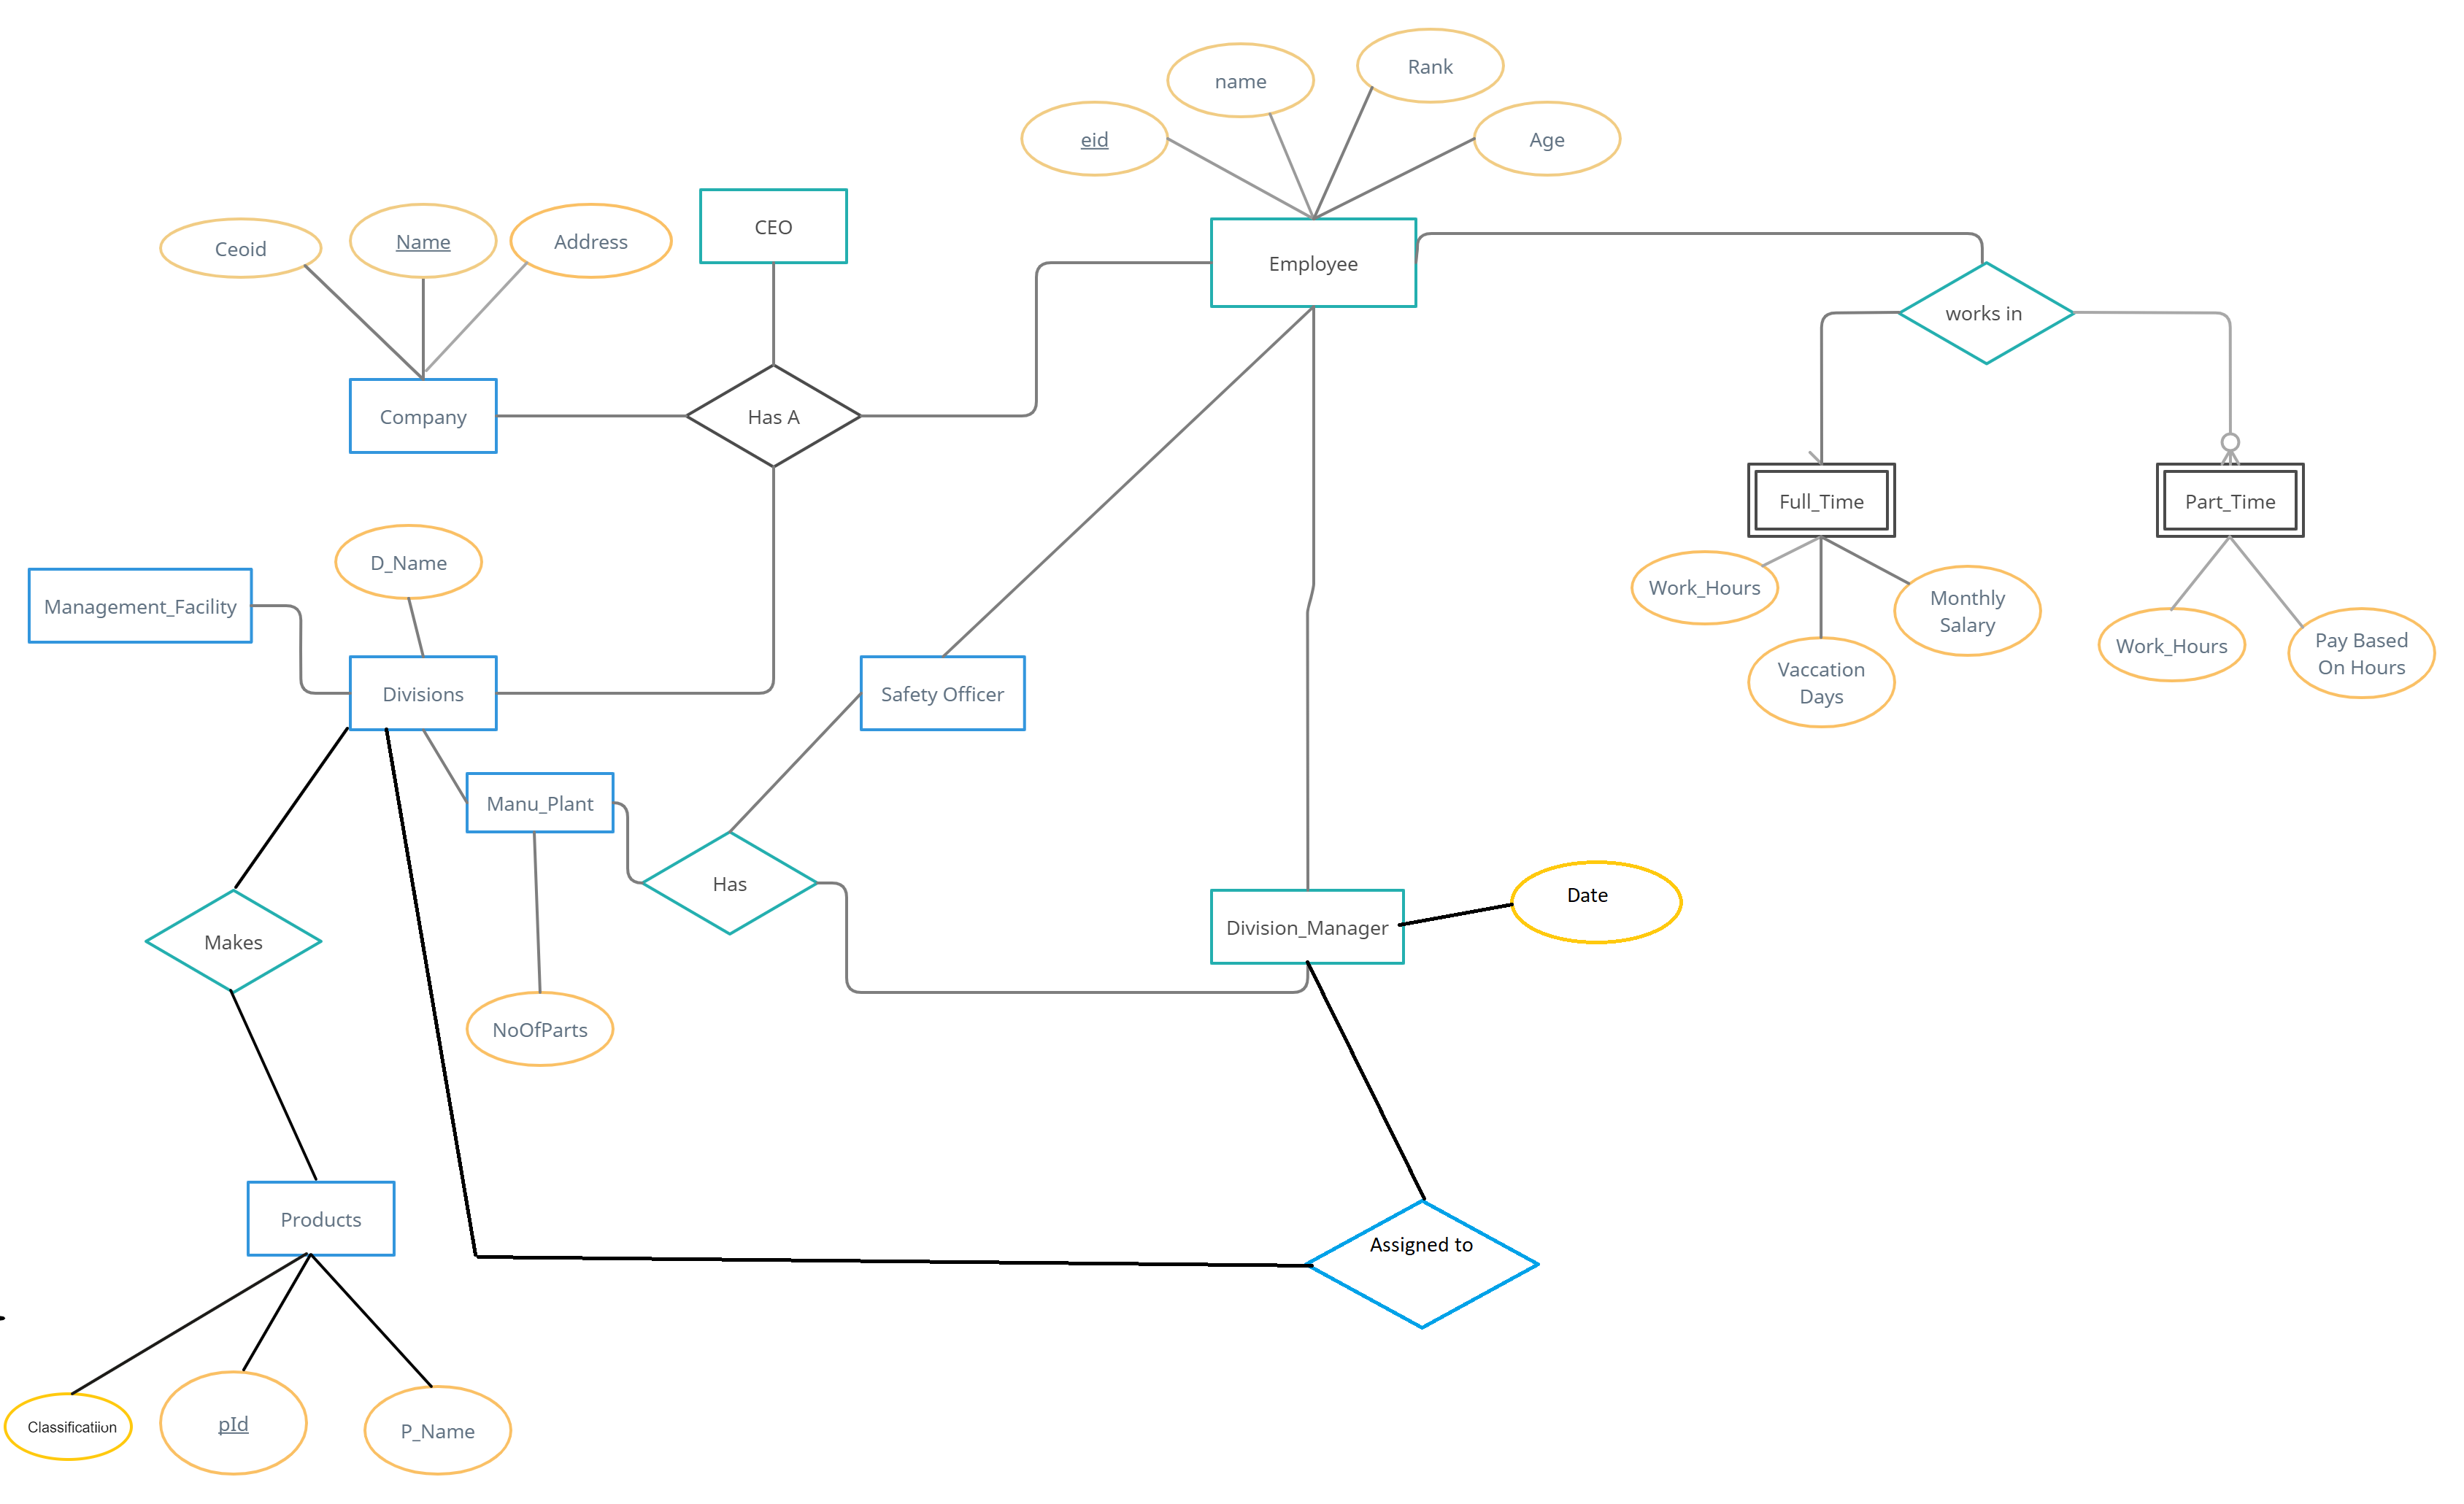 Rank
name
eid
Age
CEO
Ceoid
Name
Address
Employee
works in
Company
Has A
Full_Time
Part_Time
D_Name
Management_Facility
Work_Hours
Monthly
Salary
Work_Hours
Pay Based
On Hours
Vaccation
Days
Divisions
Safety Officer
Manu_Plant
Has
Date
Division_Manager
Makes
NoOfParts
Products
Assigned to
Classificatiion
pId
P_Name